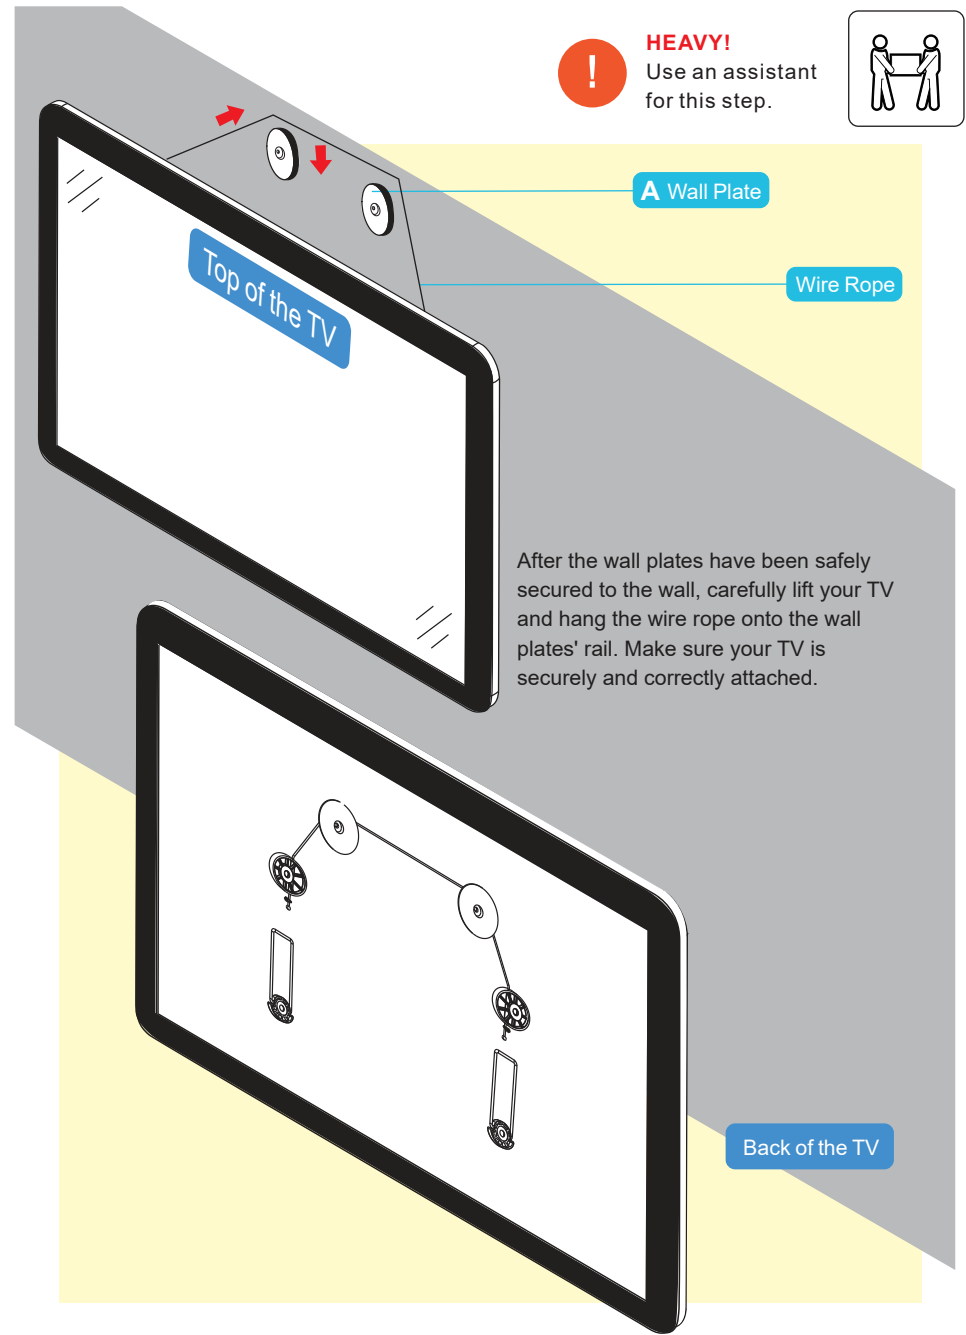 !
HEAVY!
Use an assistant
for this step.
A Wall Plate
Top of the TV
Wire Rope
After the wall plates have been safely
secured to the wall, carefully lift your TV
and hang the wire rope onto the wall
plates' rail. Make sure your TV is
securely and correctly attached.
Back of the TV